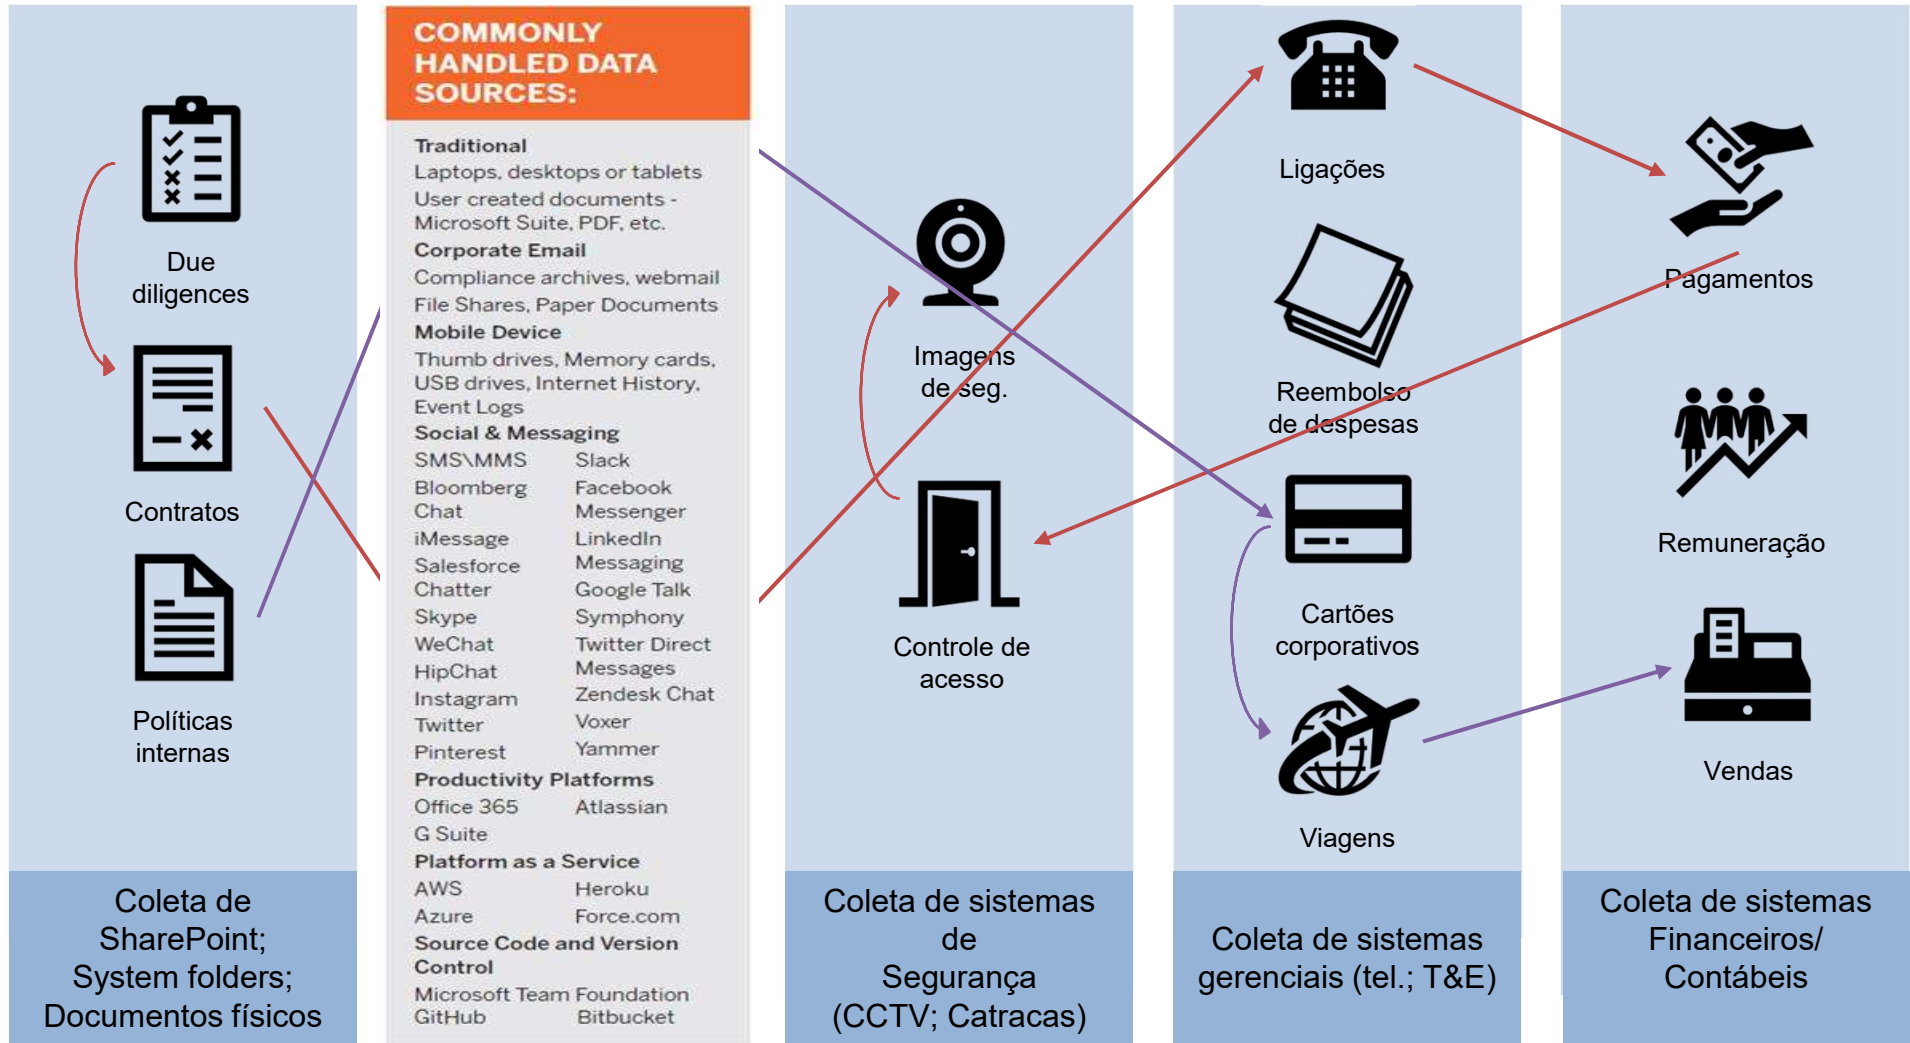 Due
diligences
Contratos
Políticas
internas
Coleta de
SharePoint;
System folders;
Documentos físicos
COMMONLY
HANDLED DATA
SOURCES:
Traditional
Laptops, desktops or tablets
User created documents -
Microsoft Suite, PDF, etc.
Corporate Email
Compliance archives, webmail
File Shares, Paper Documents
Mobile Device
Thumb drives, Memory cards,
USB drives, Internet History,
Event Logs
Social & Messaging
SMS\MMS
Bloomberg
Chat
iMessage
Salesforce
Chatter
Skype
WeChat
HipChat
Instagram
Twitter
Pinterest
Slack
Facebook
Messenger
LinkedIn
Messaging
Google Talk
Symphony
Twitter Direct
Messages
Zendesk Chat
Voxer
Yammer
Productivity Platforms
Office 365 Atlassian
G Suite
Platform as a Service
AWS Heroku
Azure Force.com
Source Code and Version
Control
Microsoft Team Foundation
GitHub Bitbucket
Imagens
de seg.
Controle de
acesso
Coleta de sistemas
de
Segurança
(CCTV; Catracas)
Ligações
Reembolso
de despesas
Cartões
corporativos
Viagens
Coleta de sistemas
gerenciais (tel.; T&E)
Pagamentos
Remuneração
Vendas
Coleta de sistemas
Financeiros/
Contábeis